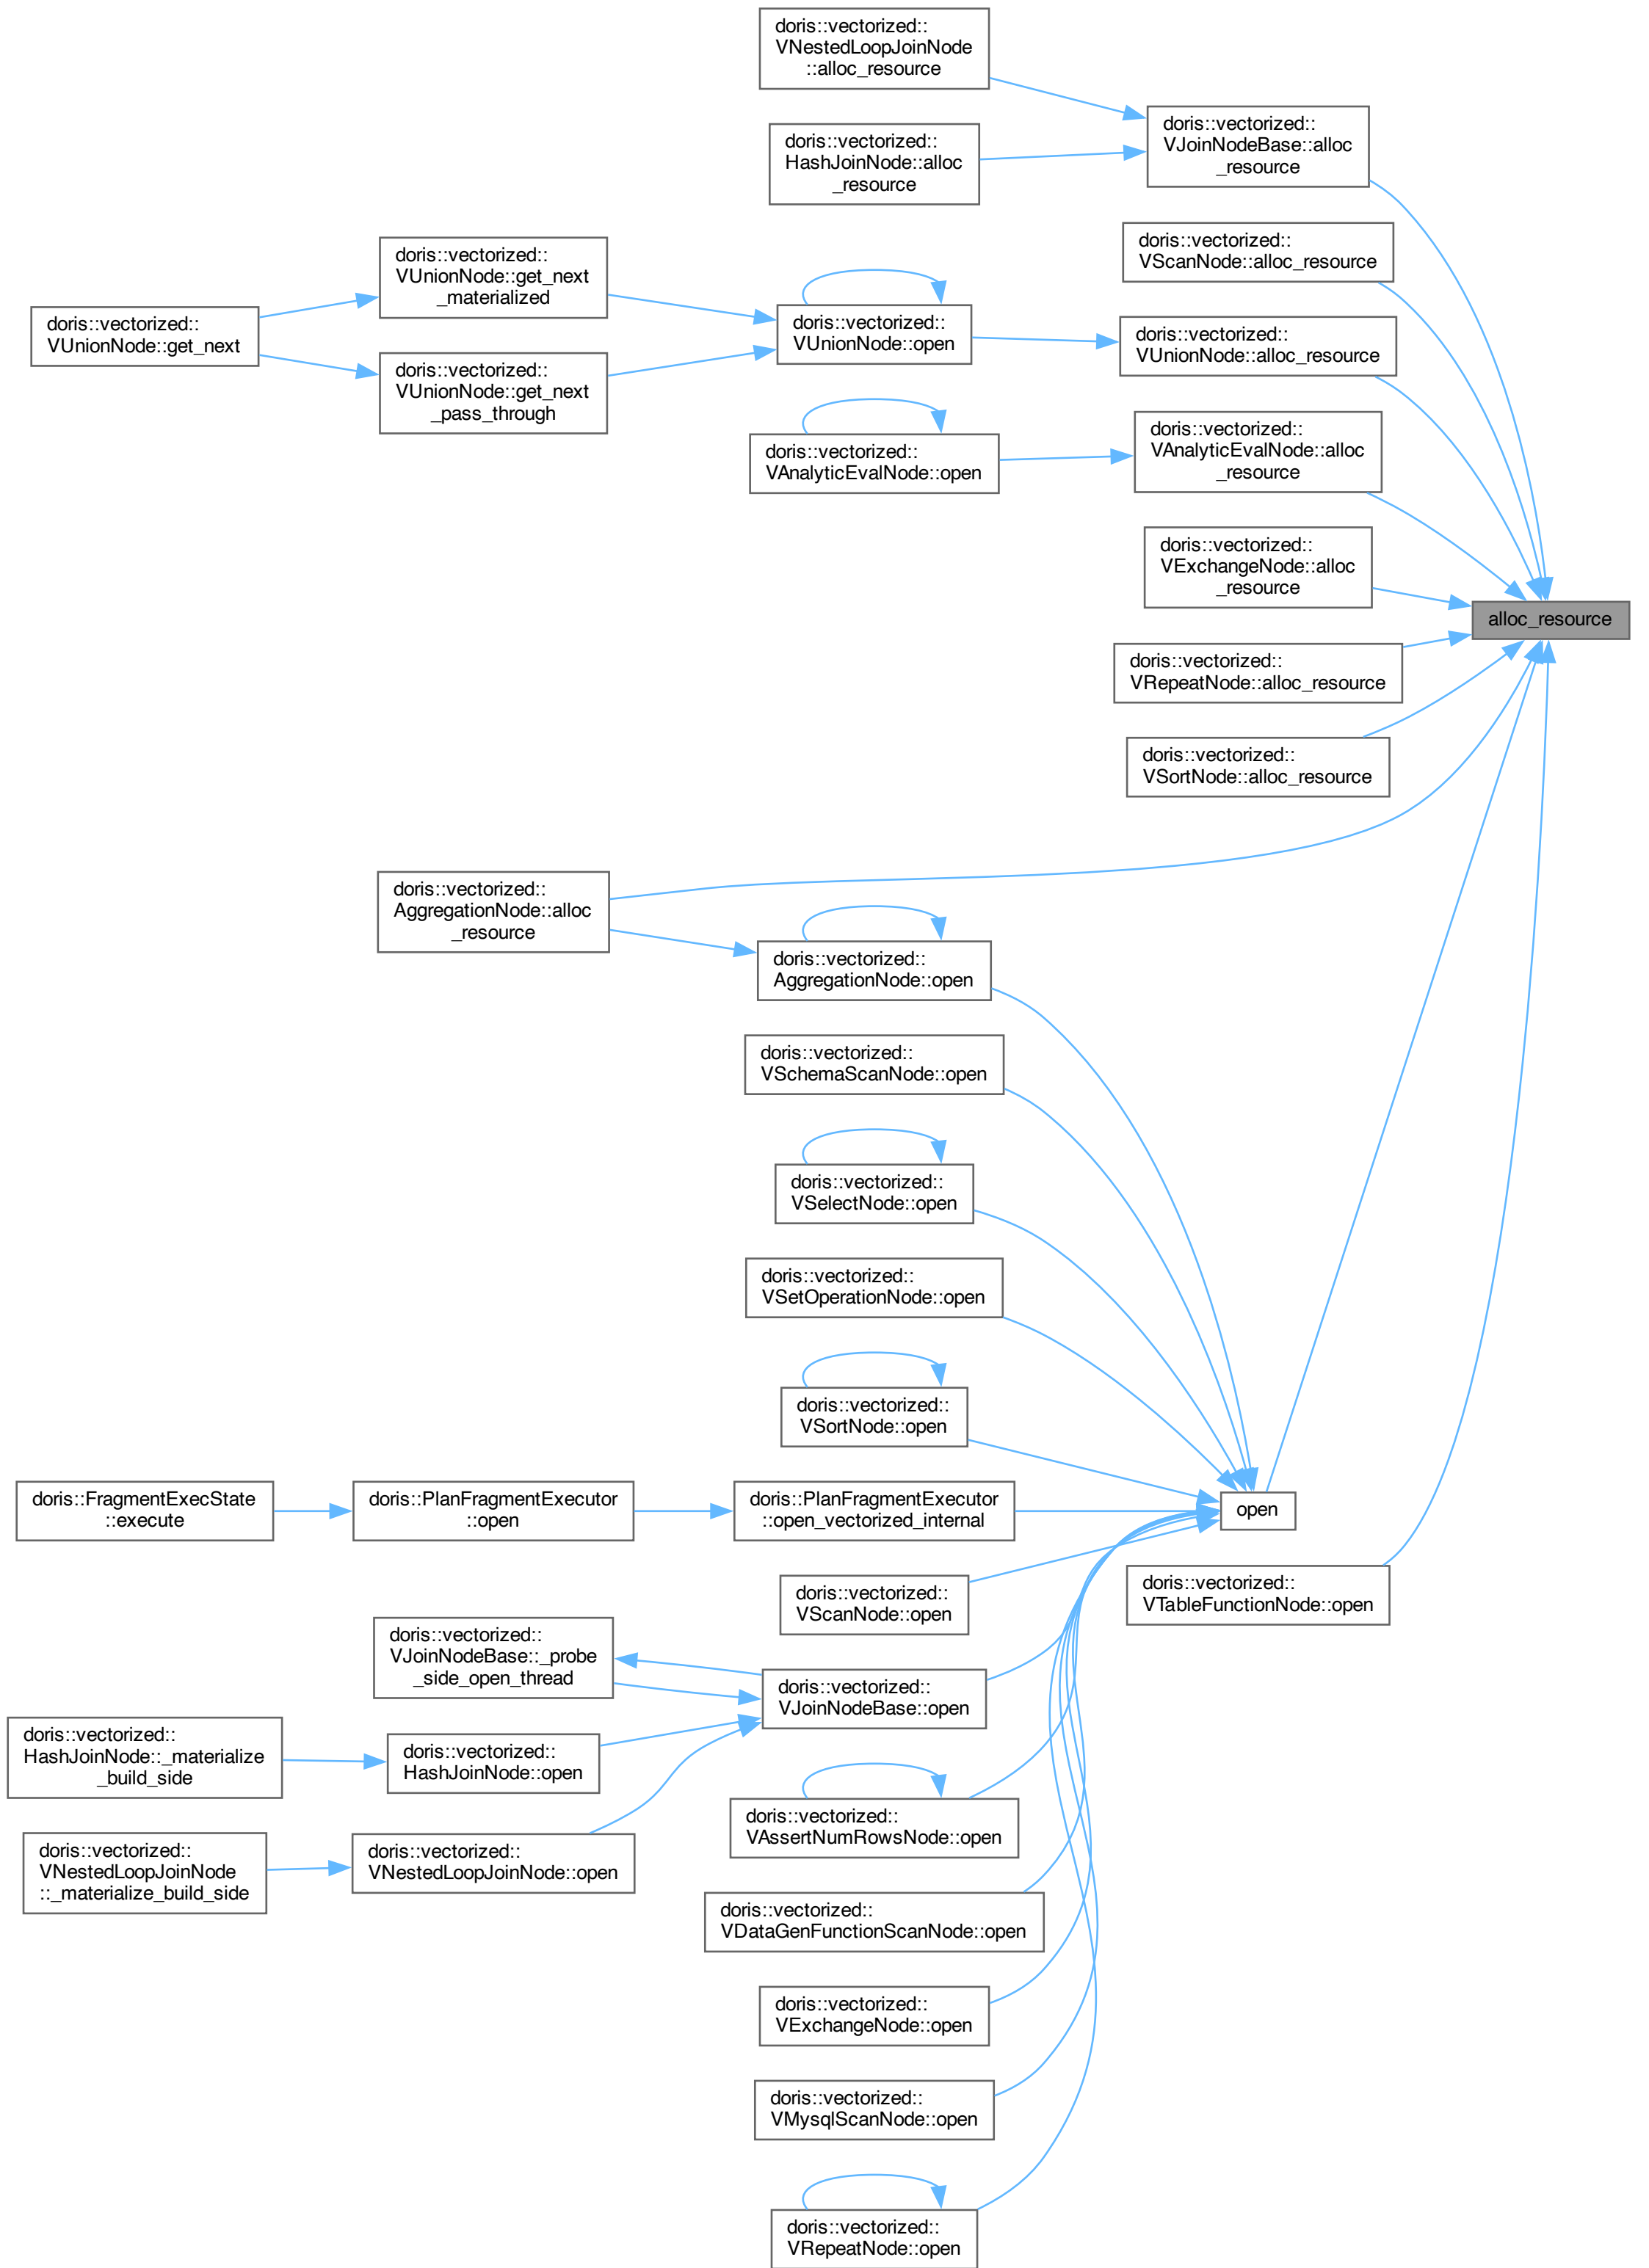 doris::vectorized::
VNestedLoopJoinNode
::alloc_resource
doris::vectorized::
VJoinNodeBase::alloc
_resource
doris::vectorized::
HashJoinNode::alloc
_resource
doris::vectorized::
VScanNode::alloc_resource
doris::vectorized::
VUnionNode::get_next
_materialized
doris::vectorized::
VUnionNode::get_next
doris::vectorized::
VUnionNode::open
doris::vectorized::
VUnionNode::alloc_resource
doris::vectorized::
VUnionNode::get_next
_pass_through
doris::vectorized::
VAnalyticEvalNode::open
doris::vectorized::
VAnalyticEvalNode::alloc
_resource
doris::vectorized::
VExchangeNode::alloc
_resource
alloc_resource
doris::vectorized::
VRepeatNode::alloc_resource
doris::vectorized::
VSortNode::alloc_resource
doris::vectorized::
AggregationNode::alloc
_resource
doris::vectorized::
AggregationNode::open
doris::vectorized::
VSchemaScanNode::open
doris::vectorized::
VSelectNode::open
doris::vectorized::
VSetOperationNode::open
doris::vectorized::
VSortNode::open
doris::FragmentExecState
::execute
doris::PlanFragmentExecutor
::open
doris::PlanFragmentExecutor
::open_vectorized_internal
open
doris::vectorized::
VScanNode::open
doris::vectorized::
VTableFunctionNode::open
doris::vectorized::
VJoinNodeBase::_probe
_side_open_thread
doris::vectorized::
VJoinNodeBase::open
doris::vectorized::
HashJoinNode::_materialize
_build_side
doris::vectorized::
HashJoinNode::open
doris::vectorized::
VAssertNumRowsNode::open
doris::vectorized::
VNestedLoopJoinNode
::_materialize_build_side
doris::vectorized::
VNestedLoopJoinNode::open
doris::vectorized::
VDataGenFunctionScanNode::open
doris::vectorized::
VExchangeNode::open
doris::vectorized::
VMysqlScanNode::open
doris::vectorized::
VRepeatNode::open